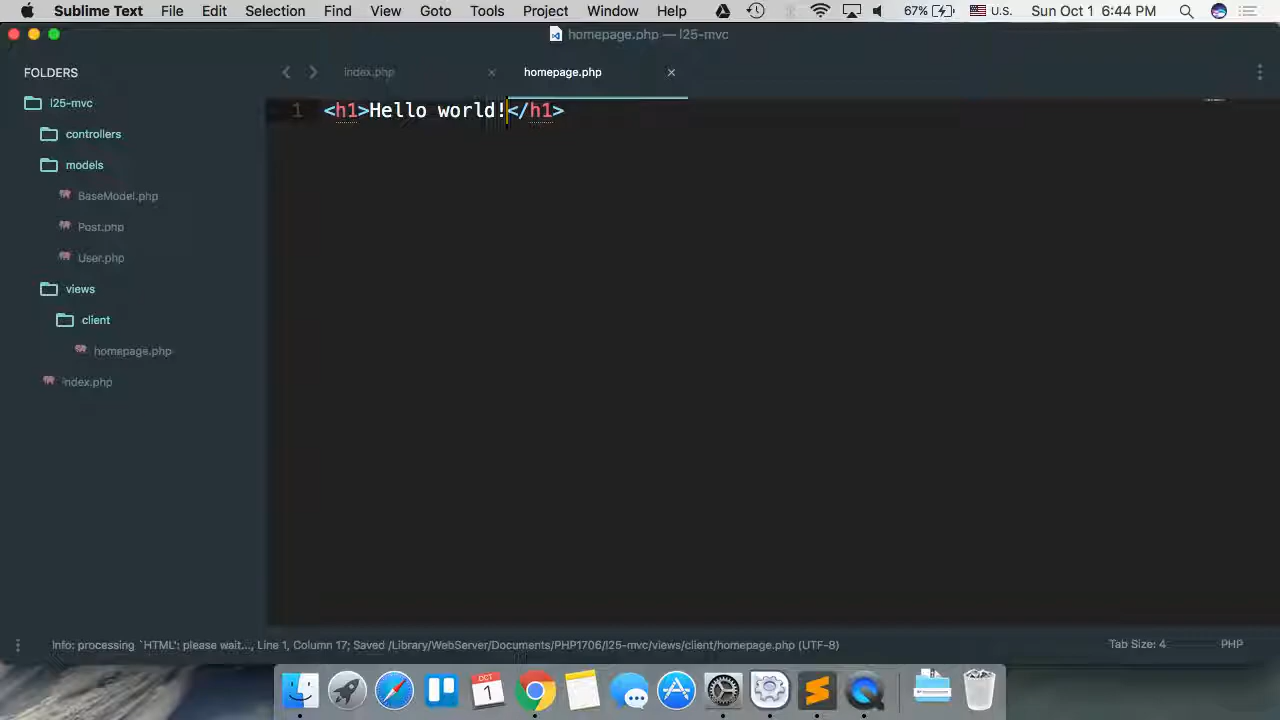 Sublime Text File Edit Selection Find View Goto Tools Project Window Help 67% U.S. Sun Oct 1 6:44 PM
homepage.php — l25-mvc
FOLDERS
index.php
homepage.php
l25-mvc
controllers
models
BaseModel.php
Post.php
User.php
views
client
homepage.php
index.php
1 <h1>Hello world!</h1>
Info: processing `HTML': please wait..., Line 1, Column 17; Saved /Library/WebServer/Documents/PHP1706/l25-mvc/views/client/homepage.php (UTF-8) Tab Size: 4 PHP
OCT
1